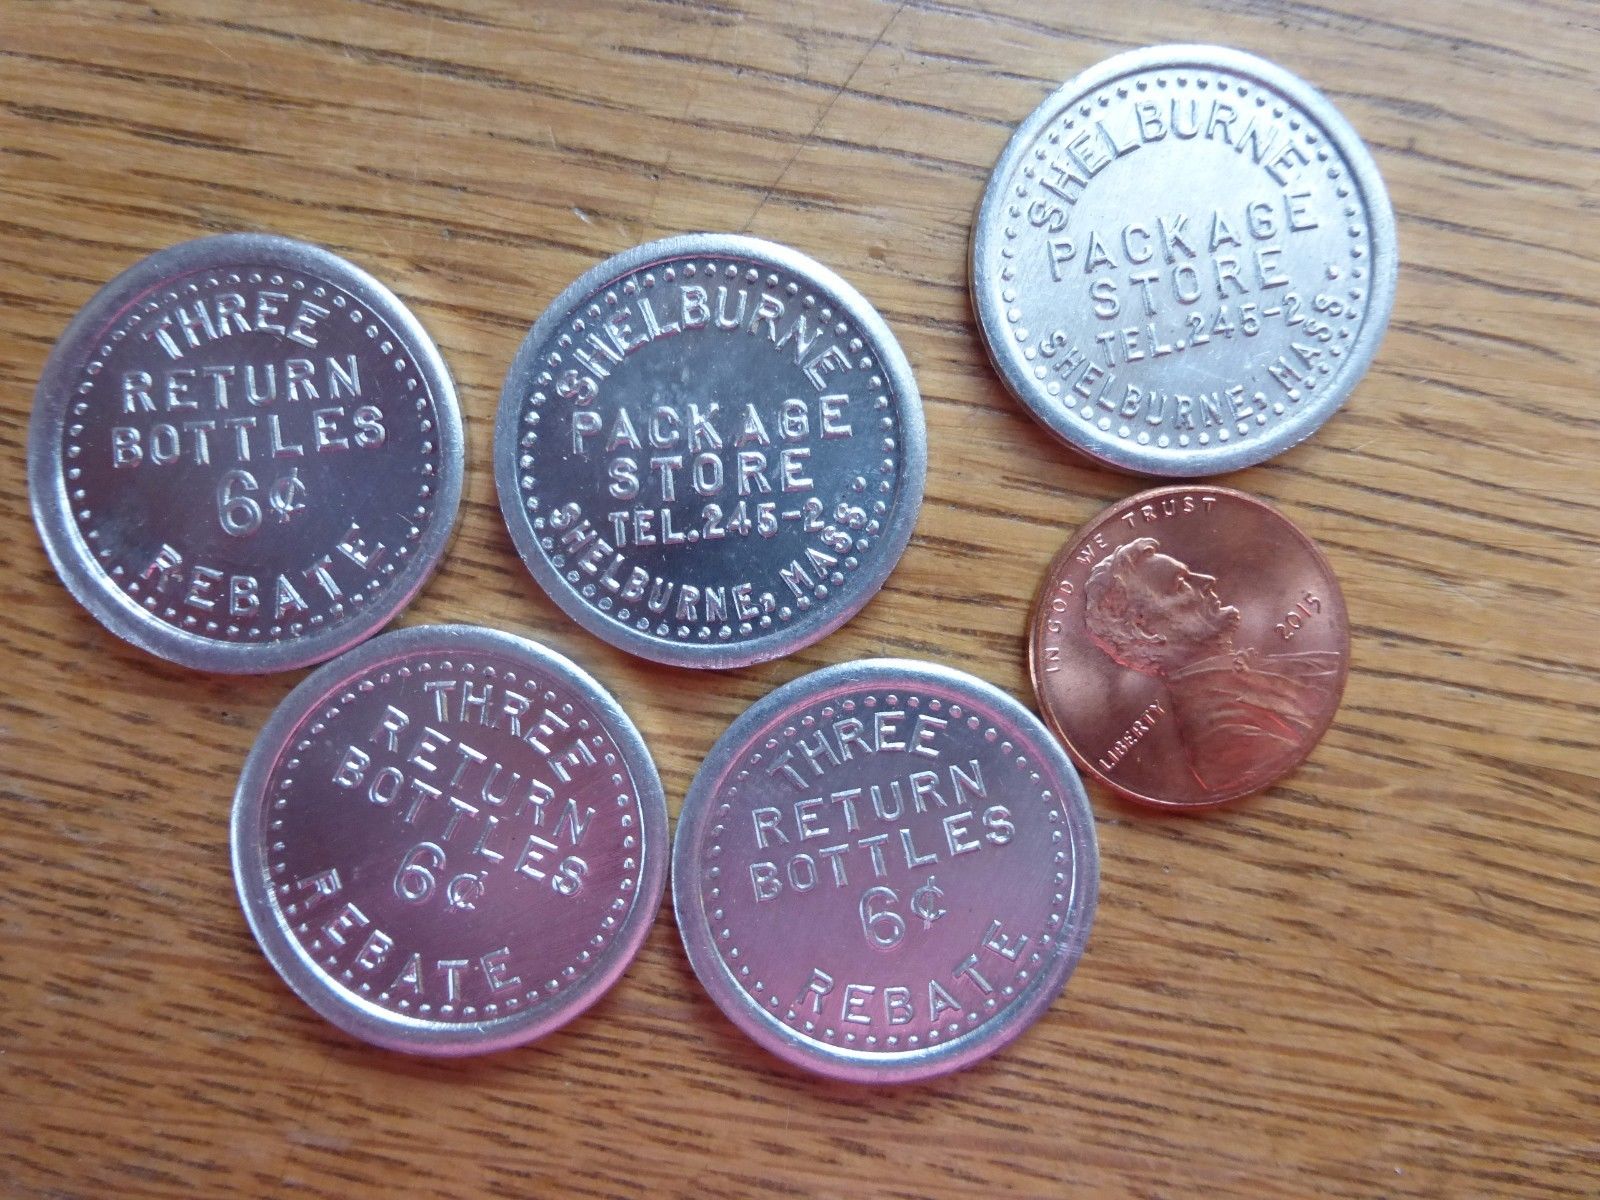 THREE
RETURN
BOTTLES
6¢
REBATE
SHELBURNE
PACKAGE
STORE
TEL.245-2
SHELBURNE, MASS.
SHELBURNE
PACKAGE
STORE
TEL.245-2
SHELBURNE, MASS.
THREE
RETURN
BOTTLES
6¢
REBATE
THREE
RETURN
BOTTLES
6¢
REBATE
IN GOD WE TRUST
LIBERTY
2015